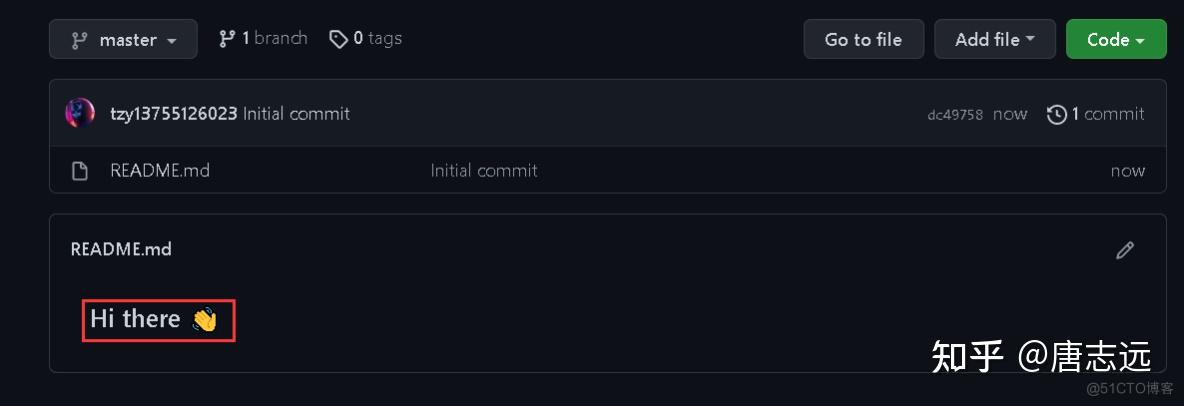 master 1 branch 0 tags Go to file Add file Code
tzy13755126023 Initial commit dc49758 now 1 commit
README.md Initial commit now
README.md
Hi there 👋
知乎 @唐志远
@51CTO博客